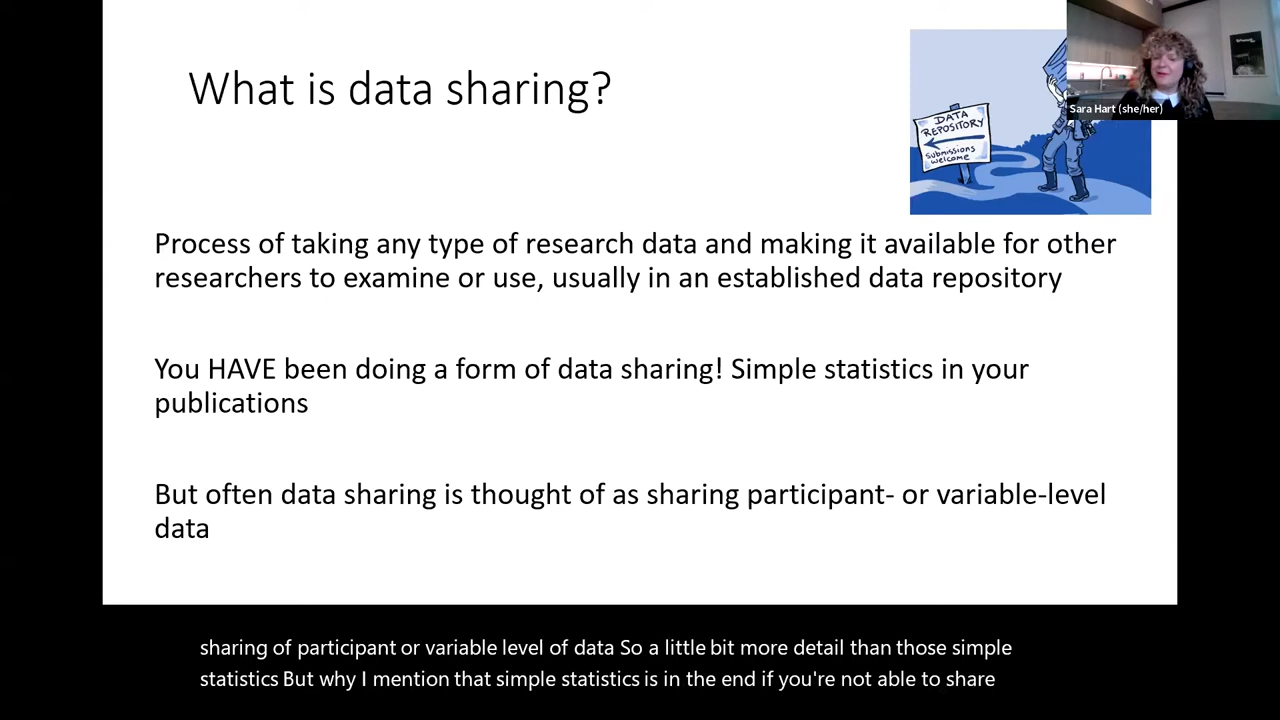 What is data sharing?
DATA
REPOSITORY
Submissions
welcome
Sara Hart (she/her)
Process of taking any type of research data and making it available for other
researchers to examine or use, usually in an established data repository
You HAVE been doing a form of data sharing! Simple statistics in your
publications
But often data sharing is thought of as sharing participant- or variable-level
data
sharing of participant or variable level of data So a little bit more detail than those simple
statistics But why I mention that simple statistics is in the end if you're not able to share